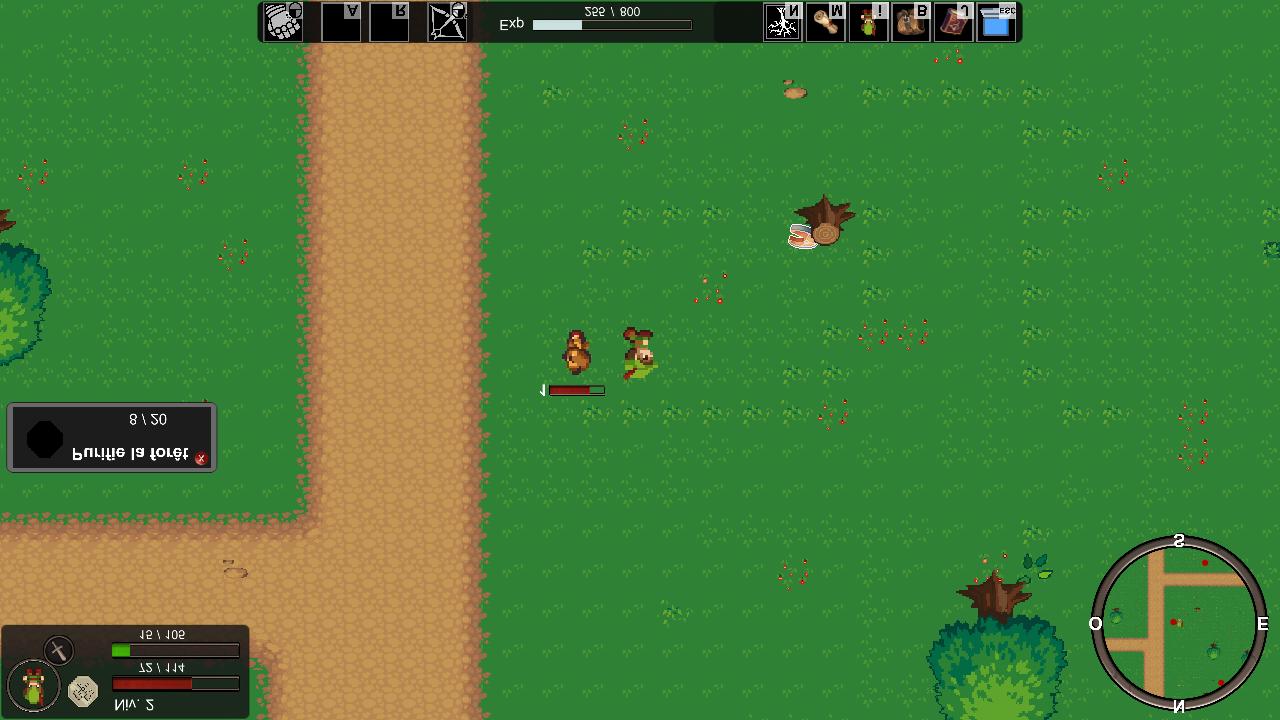 Niv. 2
72 / 114
15 / 105
N
O
E
S
Purifie la forêt
x
8 / 20
1
A
R
Exp
255 / 800
N
M
I
B
J
ESC